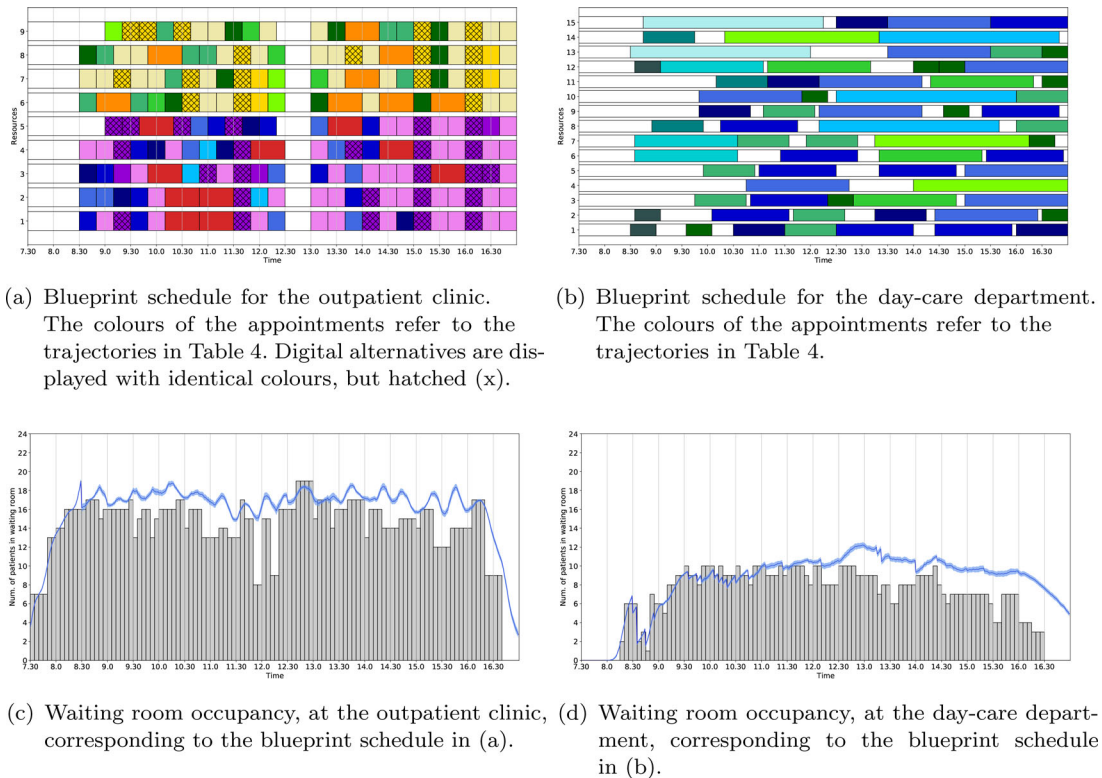 Resources
9
8
7
6
5
4
3
2
1
7.30 8.0 8.30 9.0 9.30 10.0 10.30 11.0 11.30 12.0 12.30 13.0 13.30 14.0 14.30 15.0 15.30 16.0 16.30
Time
15
14
13
12
11
10
9
8
7
6
5
4
3
2
1
Resources
7.30 8.0 8.30 9.0 9.30 10.0 10.30 11.0 11.30 12.0 12.30 13.0 13.30 14.0 14.30 15.0 15.30 16.0 16.30
Time
(a) Blueprint schedule for the outpatient clinic.
The colours of the appointments refer to the
trajectories in Table 4. Digital alternatives are dis-
played with identical colours, but hatched (x).
(b) Blueprint schedule for the day-care department.
The colours of the appointments refer to the
trajectories in Table 4.
Num. of patients in waiting room
24
22
20
18
16
14
12
10
8
6
4
2
0
7.30 8.0 8.30 9.0 9.30 10.0 10.30 11.0 11.30 12.0 12.30 13.0 13.30 14.0 14.30 15.0 15.30 16.0 16.30
Time
Num. of patients in waiting room
24
22
20
18
16
14
12
10
8
6
4
2
0
7.30 8.0 8.30 9.0 9.30 10.0 10.30 11.0 11.30 12.0 12.30 13.0 13.30 14.0 14.30 15.0 15.30 16.0 16.30
Time
(c) Waiting room occupancy, at the outpatient clinic,
corresponding to the blueprint schedule in (a).
(d) Waiting room occupancy, at the day-care depart-
ment, corresponding to the blueprint schedule
in (b).